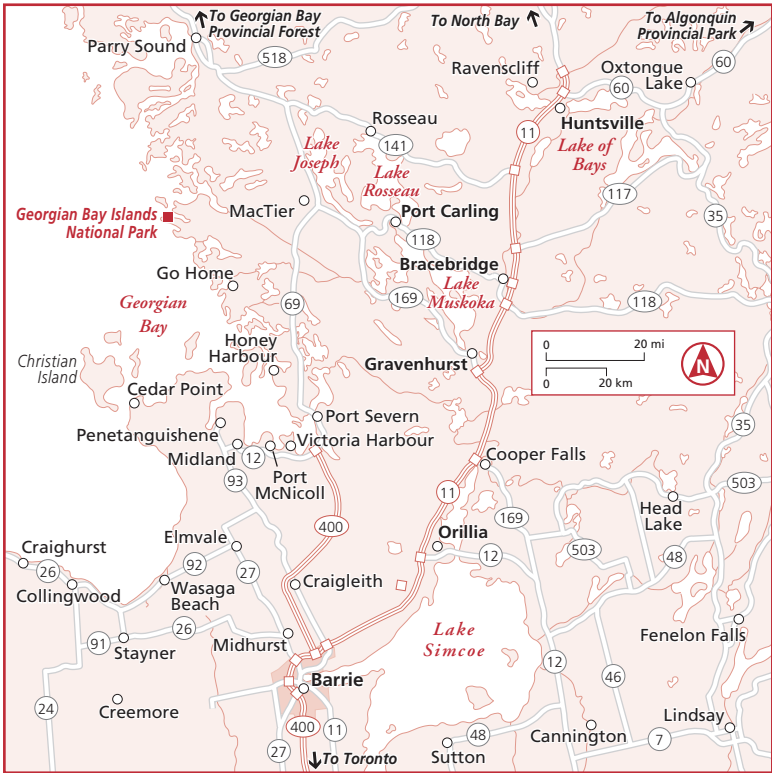 To Georgian Bay
Provincial Forest
To North Bay
To Algonquin
Provincial Park
Parry Sound
518
Ravenscliff
Oxtongue
Lake
60
60
Rosseau
141
11
Huntsville
Lake of
Bays
Lake
Joseph
Lake
Rosseau
117
Georgian Bay Islands
National Park
MacTier
Port Carling
118
35
Bracebridge
Go Home
Lake
Muskoka
Georgian
Bay
69
169
118
Honey
Harbour
0
20 mi
0
20 km
N
Christian
Island
Gravenhurst
Cedar Point
Port Severn
35
Penetanguishene
Victoria Harbour
Midland
12
Port
McNicoll
93
Cooper Falls
503
11
Head
Lake
169
400
Orillia
Elmvale
12
503
48
Craighurst
26
92
27
Collingwood
Wasaga
Beach
Craigleith
26
91
Stayner
Midhurst
Lake
Simcoe
Fenelon Falls
12
46
Barrie
24
Creemore
400
11
27
To Toronto
48
Sutton
Cannington
7
Lindsay